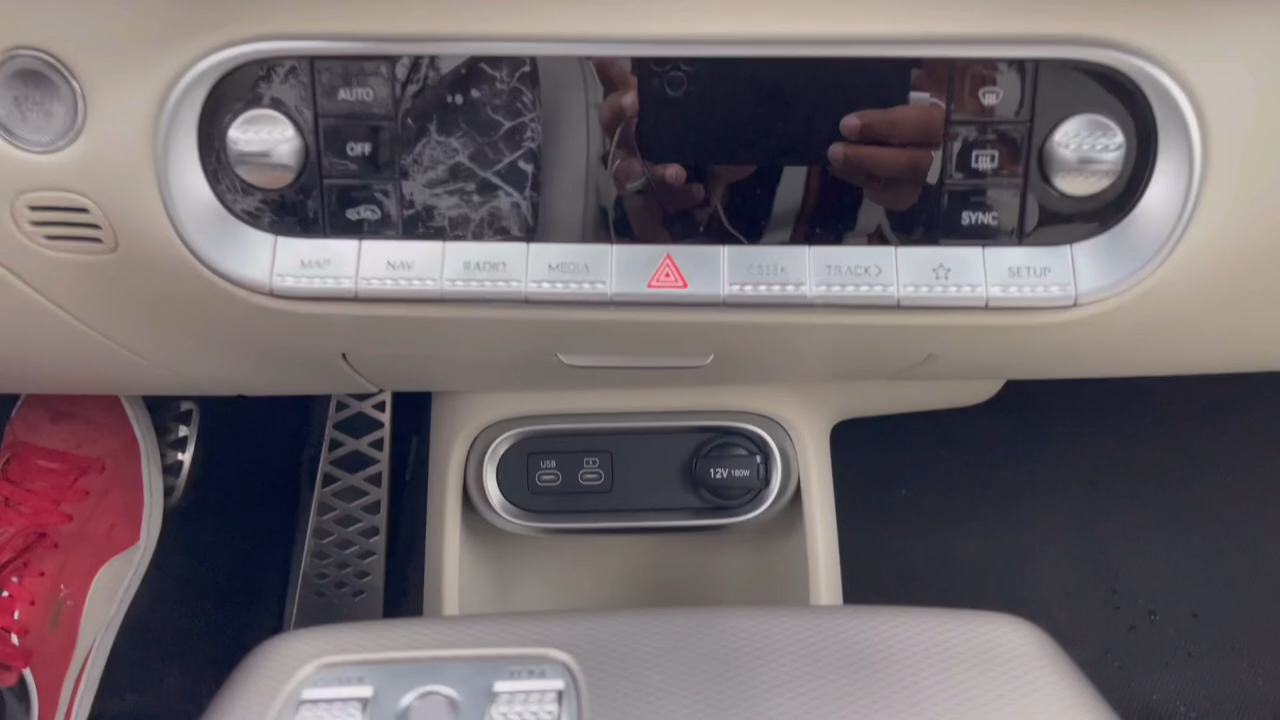 AUTO
OFF
SYNC
MAP
NAV
RADIO
MEDIA
TRACK>
☆
SETUP
USB
12V 180W